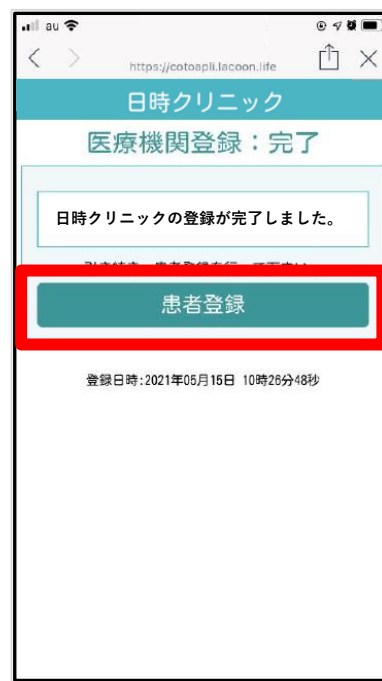 au
https://cotoapli.lacoon.life
日時クリニック
医療機関登録：完了
日時クリニックの登録が完了しました。
患者登録
登録日時:2021年05月15日 10時26分48秒